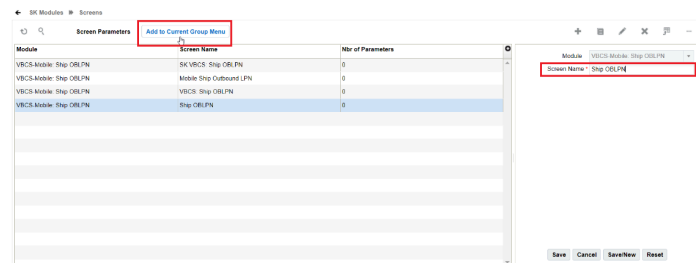 SK Modules Screens
Screen Parameters Add to Current Group Menu
Module Screen Name Nbr of Parameters
VBCS-Mobile: Ship OBLPN SK VBCS: Ship OBLPN 0
VBCS-Mobile: Ship OBLPN Mobile Ship Outbound LPN 0
VBCS-Mobile: Ship OBLPN VBCS: Ship OBLPN 0
VBCS-Mobile: Ship OBLPN Ship OBLPN 0
Module VBCS-Mobile: Ship OBLPN
Screen Name * Ship OBLPN
Save Cancel Save/New Reset